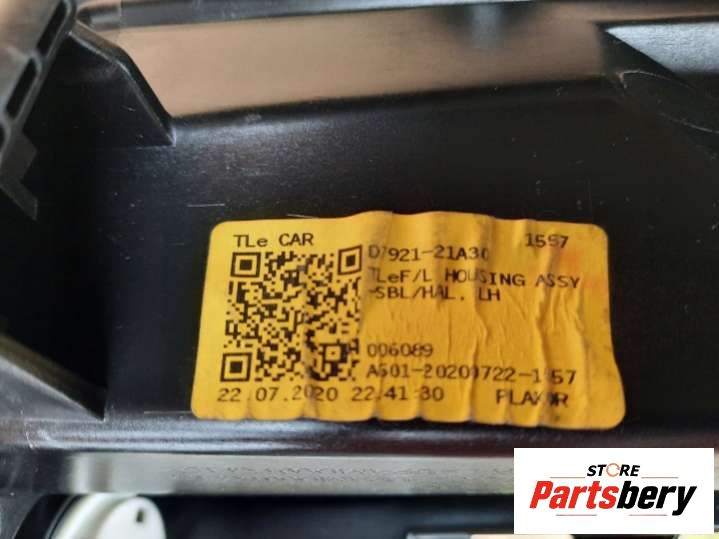 TLe CAR
D7921-21A30 1557
TLeF/L HOUSING ASSY
-SBL/HAL, LH
006089
A501-20200722-1557
22.07.2020 22:41:30 PLAKOR
STORE
Partsbery